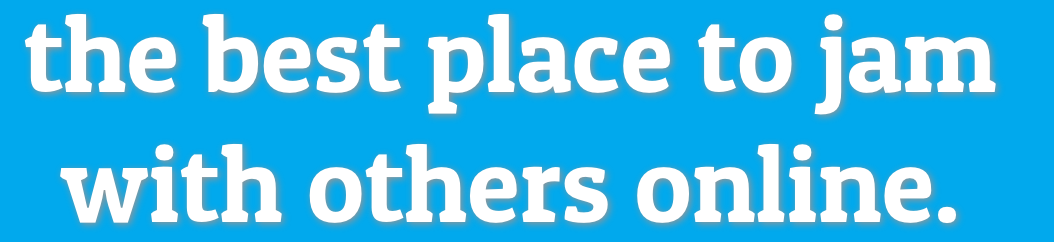 the best place to jam
with others online.